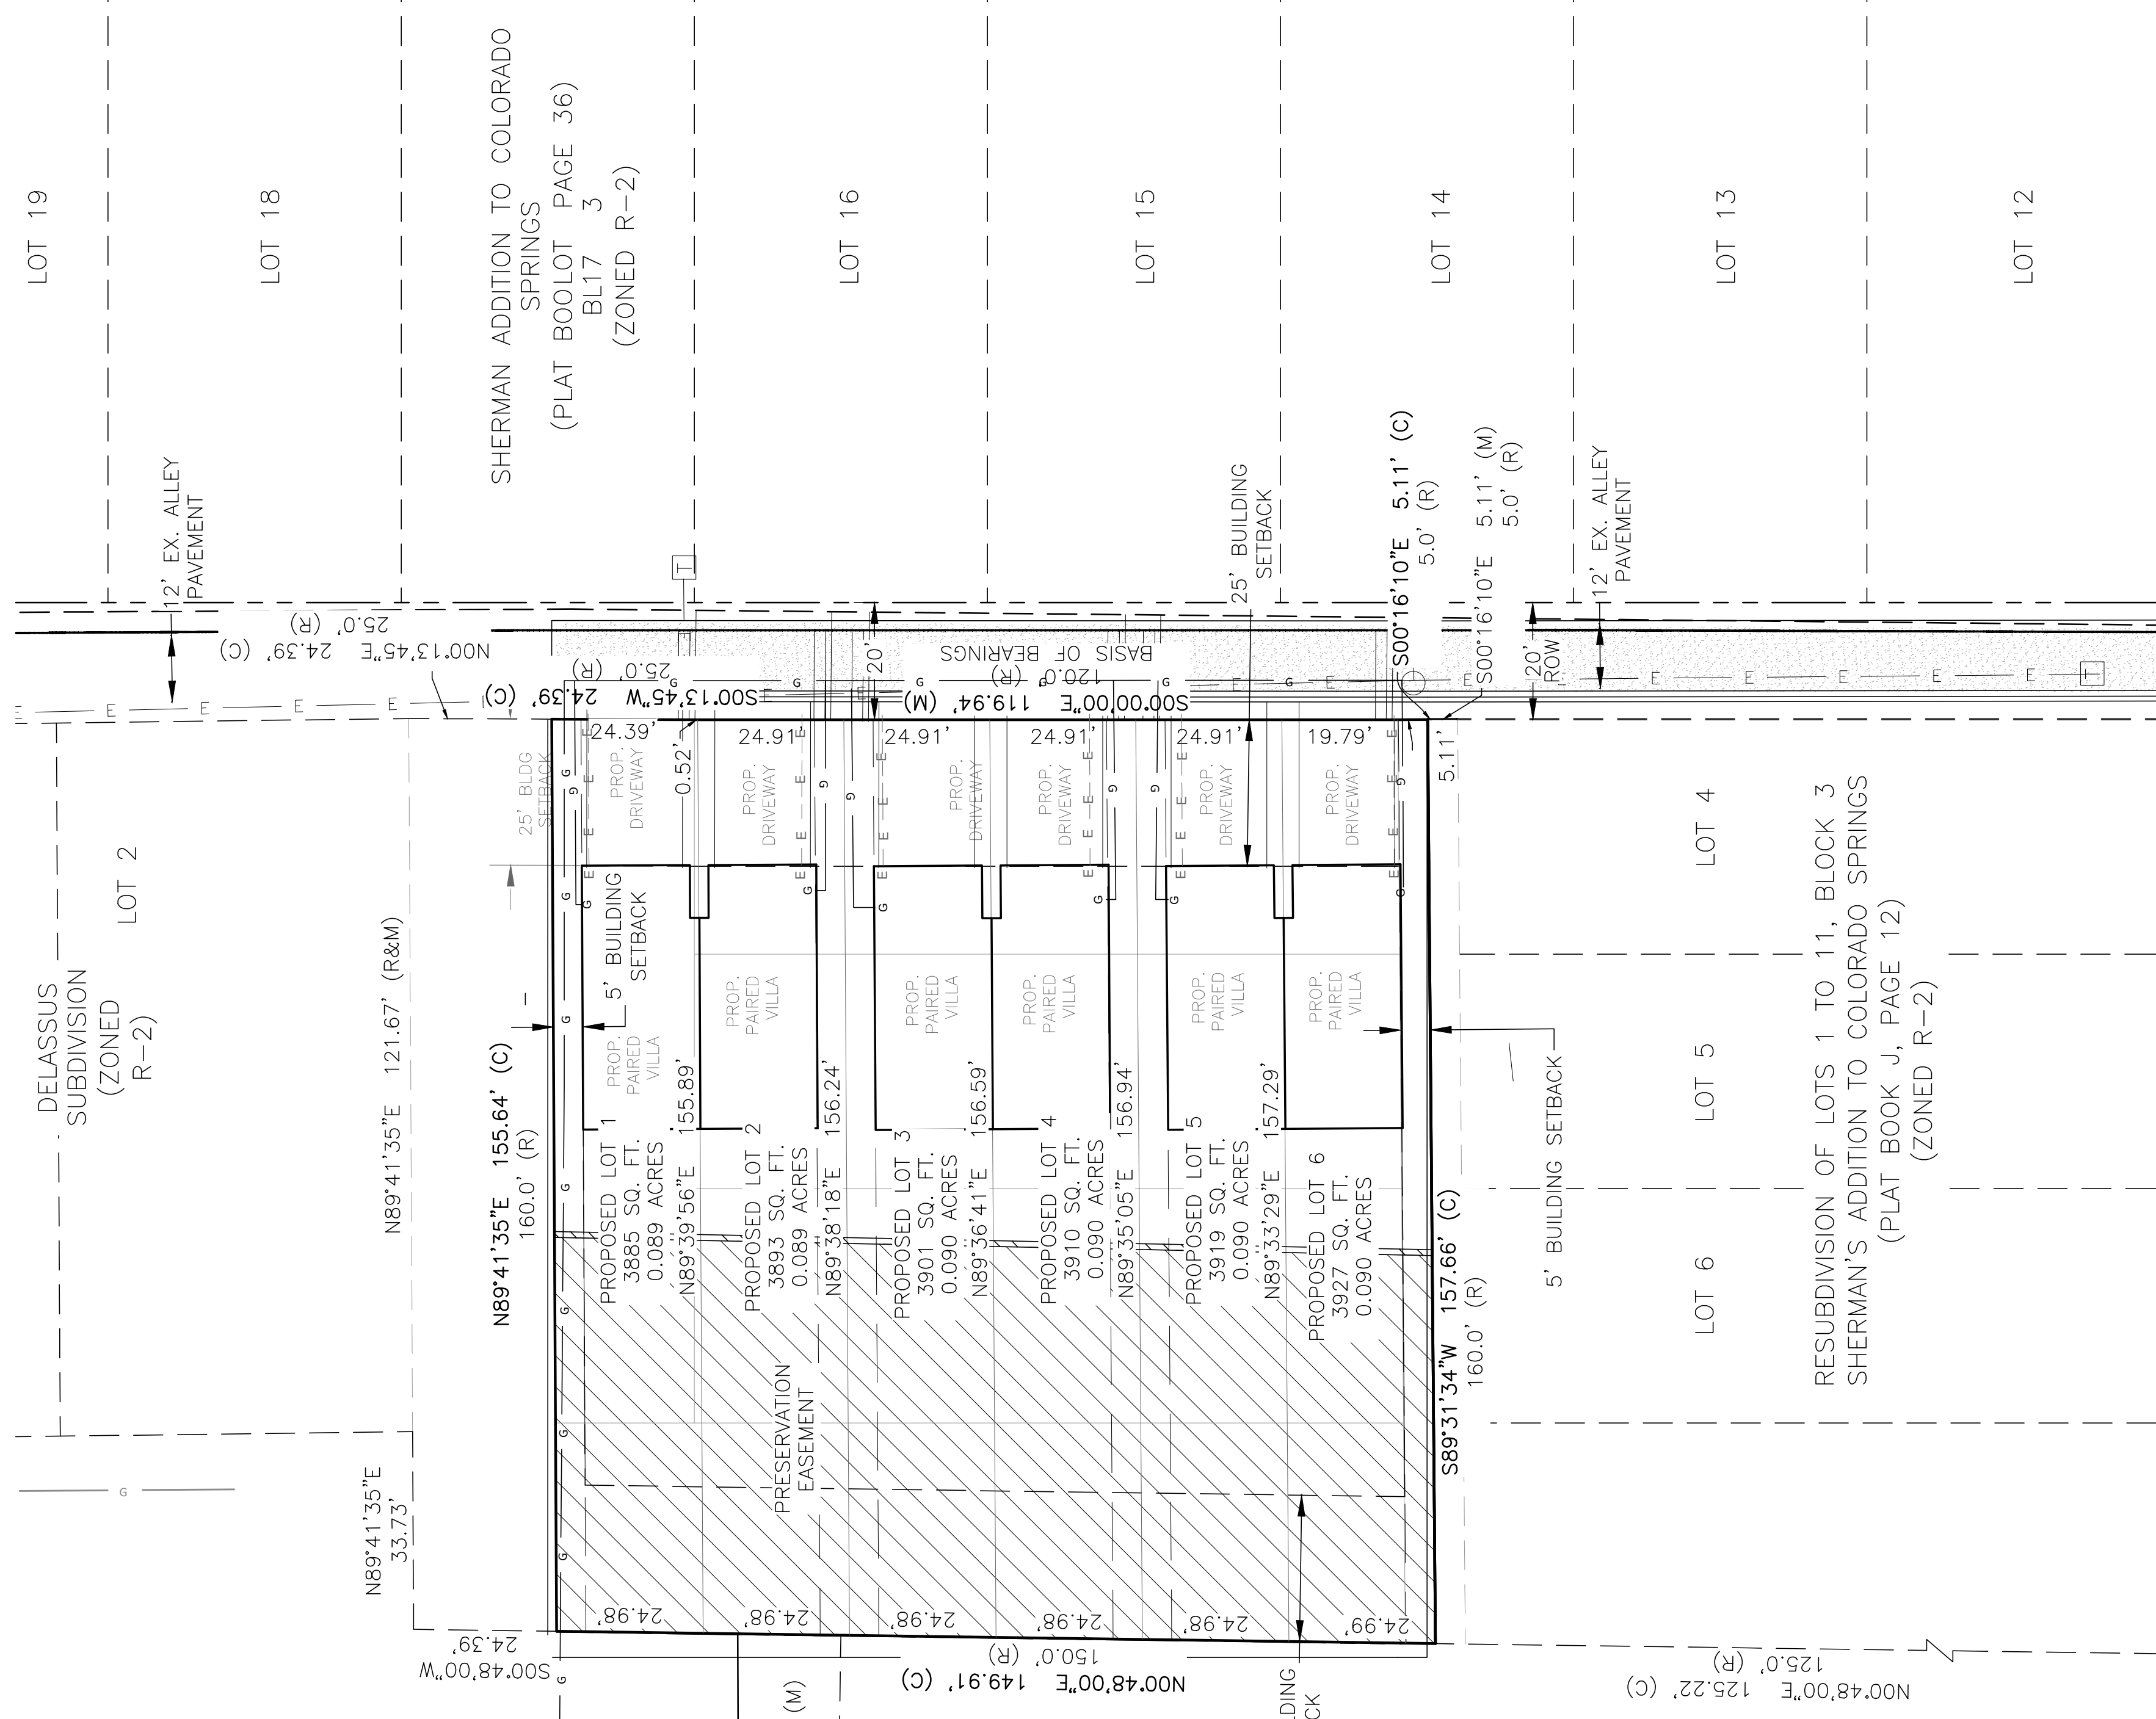 LOT 19
LOT 18
SHERMAN ADDITION TO COLORADO
SPRINGS
(PLAT BOOLOT PAGE 36)
BL17 3
(ZONED R-2)
LOT 16
LOT 15
LOT 14
LOT 13
LOT 12
12' EX. ALLEY
PAVEMENT
25' BUILDING
SETBACK
S00°16'10"E 5.11' (C)
5.0' (R)
S00°16'10"E 5.11' (M)
5.0' (R)
12' EX. ALLEY
PAVEMENT
N00°13'45"E 24.39' (C)
25.0' (R)
S00°13'45"W 24.39' (C)
25.0' (R)
20'
BASIS OF BEARINGS
120.0' (R)
S00°00'00"E 119.94' (M)
20'
ROW
T
T
E E E E E
24.39'
0.52'
24.91'
24.91'
24.91'
24.91'
19.79'
5.11'
25' BLDG
SETBACK
PROP.
DRIVEWAY
PROP.
DRIVEWAY
PROP.
DRIVEWAY
PROP.
DRIVEWAY
PROP.
DRIVEWAY
PROP.
DRIVEWAY
DELASSUS
SUBDIVISION
(ZONED
R-2)
LOT 2
N89°41'35"E 121.67' (R&M)
N89°41'35"E 155.64' (C)
160.0' (R)
5' BUILDING
SETBACK
PROP.
PAIRED
VILLA
PROP.
PAIRED
VILLA
PROP.
PAIRED
VILLA
PROP.
PAIRED
VILLA
PROP.
PAIRED
VILLA
PROP.
PAIRED
VILLA
PROPOSED LOT 1
3885 SQ. FT.
0.089 ACRES
N89°39'56"E 155.89'
PROPOSED LOT 2
3893 SQ. FT.
0.089 ACRES
N89°38'18"E 156.24'
PROPOSED LOT 3
3901 SQ. FT.
0.090 ACRES
N89°36'41"E 156.59'
PROPOSED LOT 4
3910 SQ. FT.
0.090 ACRES
N89°35'05"E 156.94'
PROPOSED LOT 5
3919 SQ. FT.
0.090 ACRES
N89°33'29"E 157.29'
PROPOSED LOT 6
3927 SQ. FT.
0.090 ACRES
S89°31'34"W 157.66' (C)
160.0' (R)
5' BUILDING SETBACK
LOT 4
LOT 5
LOT 6
RESUBDIVISION OF LOTS 1 TO 11, BLOCK 3
SHERMAN'S ADDITION TO COLORADO SPRINGS
(PLAT BOOK J, PAGE 12)
(ZONED R-2)
PRESERVATION
EASEMENT
N89°41'35"E
33.73'
G
24.98'
24.98'
24.98'
24.98'
24.98'
24.99'
S00°48'00"W
24.39'
(M)
150.0' (R)
N00°48'00"E 149.91' (C)
LDING
CK
125.0' (R)
N00°48'00"E 125.22' (C)